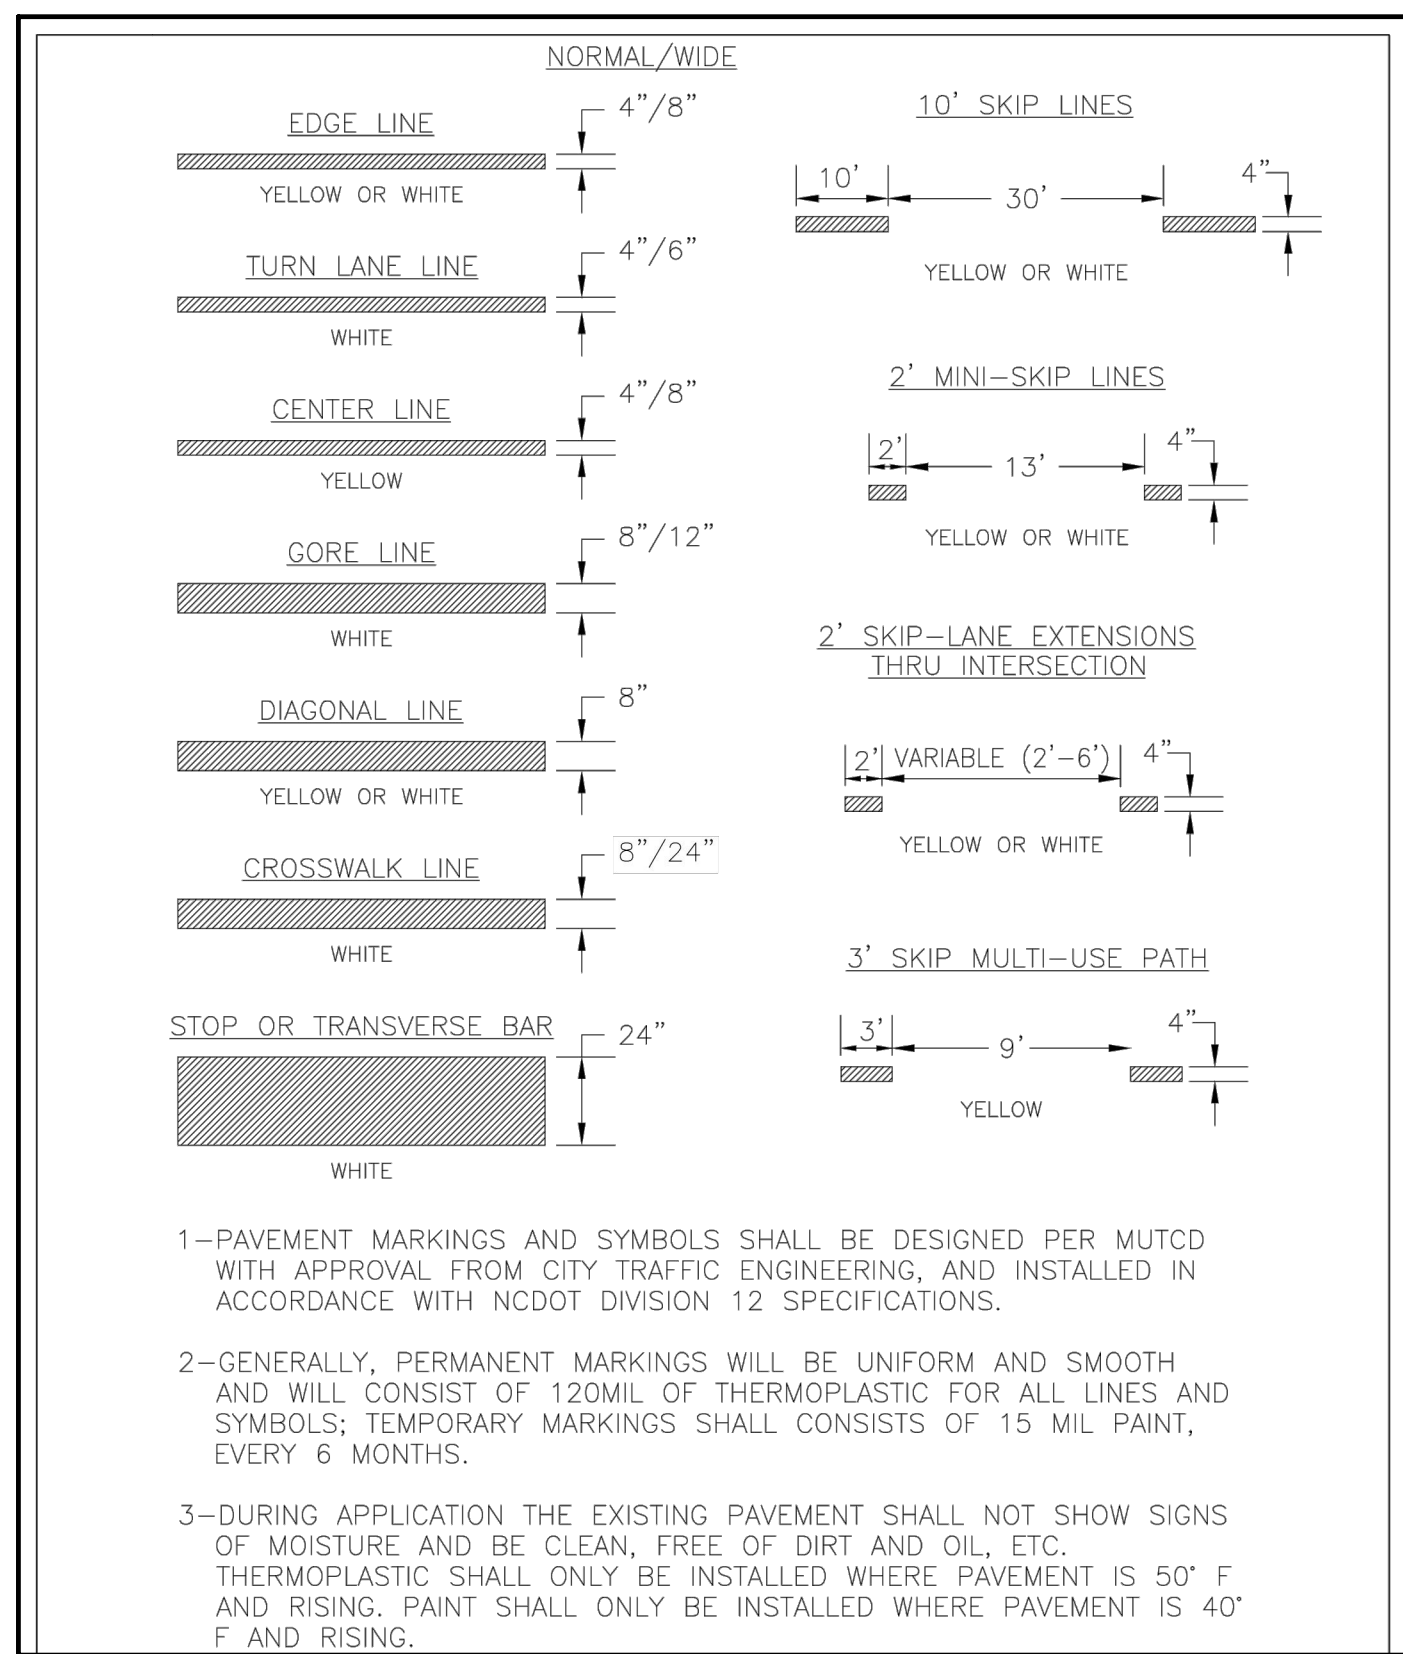 NORMAL/WIDE
EDGE LINE
4"/8"
YELLOW OR WHITE
TURN LANE LINE
4"/6"
WHITE
CENTER LINE
4"/8"
YELLOW
GORE LINE
8"/12"
WHITE
DIAGONAL LINE
8"
YELLOW OR WHITE
CROSSWALK LINE
8"/24"
WHITE
STOP OR TRANSVERSE BAR
24"
WHITE
10' SKIP LINES
10'
30'
4"
YELLOW OR WHITE
2' MINI-SKIP LINES
2'
13'
4"
YELLOW OR WHITE
2' SKIP-LANE EXTENSIONS
THRU INTERSECTION
2'
VARIABLE (2'-6')
4"
YELLOW OR WHITE
3' SKIP MULTI-USE PATH
3'
9'
4"
YELLOW
1-PAVEMENT MARKINGS AND SYMBOLS SHALL BE DESIGNED PER MUTCD
WITH APPROVAL FROM CITY TRAFFIC ENGINEERING, AND INSTALLED IN
ACCORDANCE WITH NCDOT DIVISION 12 SPECIFICATIONS.
2-GENERALLY, PERMANENT MARKINGS WILL BE UNIFORM AND SMOOTH
AND WILL CONSIST OF 120MIL OF THERMOPLASTIC FOR ALL LINES AND
SYMBOLS; TEMPORARY MARKINGS SHALL CONSISTS OF 15 MIL PAINT,
EVERY 6 MONTHS.
3-DURING APPLICATION THE EXISTING PAVEMENT SHALL NOT SHOW SIGNS
OF MOISTURE AND BE CLEAN, FREE OF DIRT AND OIL, ETC.
THERMOPLASTIC SHALL ONLY BE INSTALLED WHERE PAVEMENT IS 50° F
AND RISING. PAINT SHALL ONLY BE INSTALLED WHERE PAVEMENT IS 40°
F AND RISING.